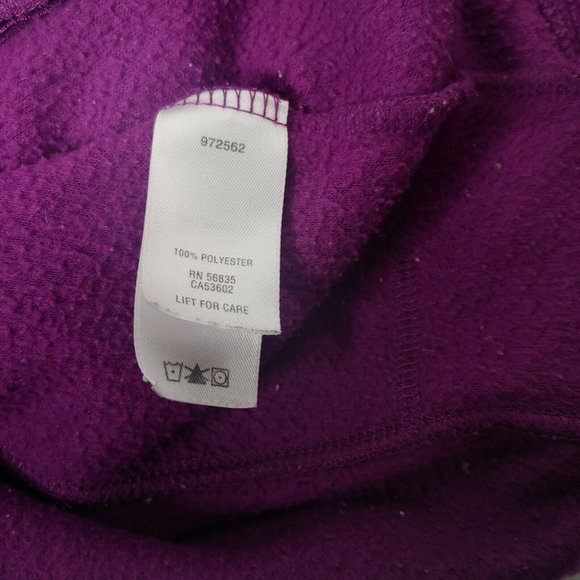 972562
100% POLYESTER
RN 56835
CA53602
LIFT FOR CARE